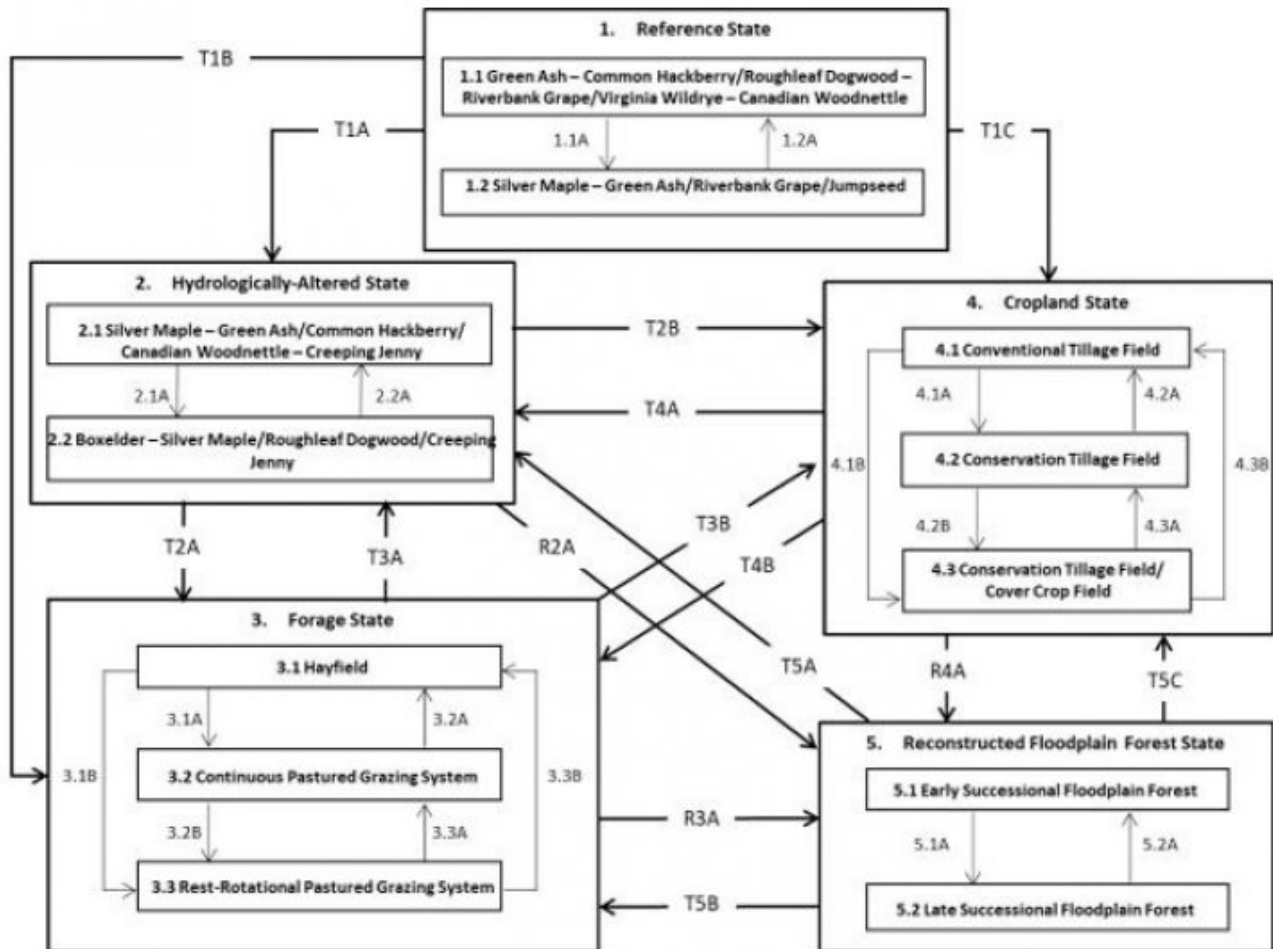 1. Reference State
T1B
1.1 Green Ash – Common Hackberry/Roughleaf Dogwood –
Riverbank Grape/Virginia Wildrye – Canadian Woodnettle
T1A
1.1A
1.2A
T1C
1.2 Silver Maple – Green Ash/Riverbank Grape/Jumpseed
2. Hydrologically-Altered State
2.1 Silver Maple – Green Ash/Common Hackberry/
Canadian Woodnettle – Creeping Jenny
2.1A
2.2A
2.2 Boxelder – Silver Maple/Roughleaf Dogwood/Creeping
Jenny
T2B
T4A
4. Cropland State
4.1 Conventional Tillage Field
4.1A
4.2A
4.2 Conservation Tillage Field
4.1B
4.3B
4.2B
4.3A
4.3 Conservation Tillage Field/
Cover Crop Field
T2A
T3A
R2A
T3B
T4B
T5A
R4A
T5C
3. Forage State
3.1 Hayfield
3.1A
3.2A
3.2 Continuous Pastured Grazing System
3.1B
3.3B
3.2B
3.3A
3.3 Rest-Rotational Pastured Grazing System
R3A
T5B
5. Reconstructed Floodplain Forest State
5.1 Early Successional Floodplain Forest
5.1A
5.2A
5.2 Late Successional Floodplain Forest